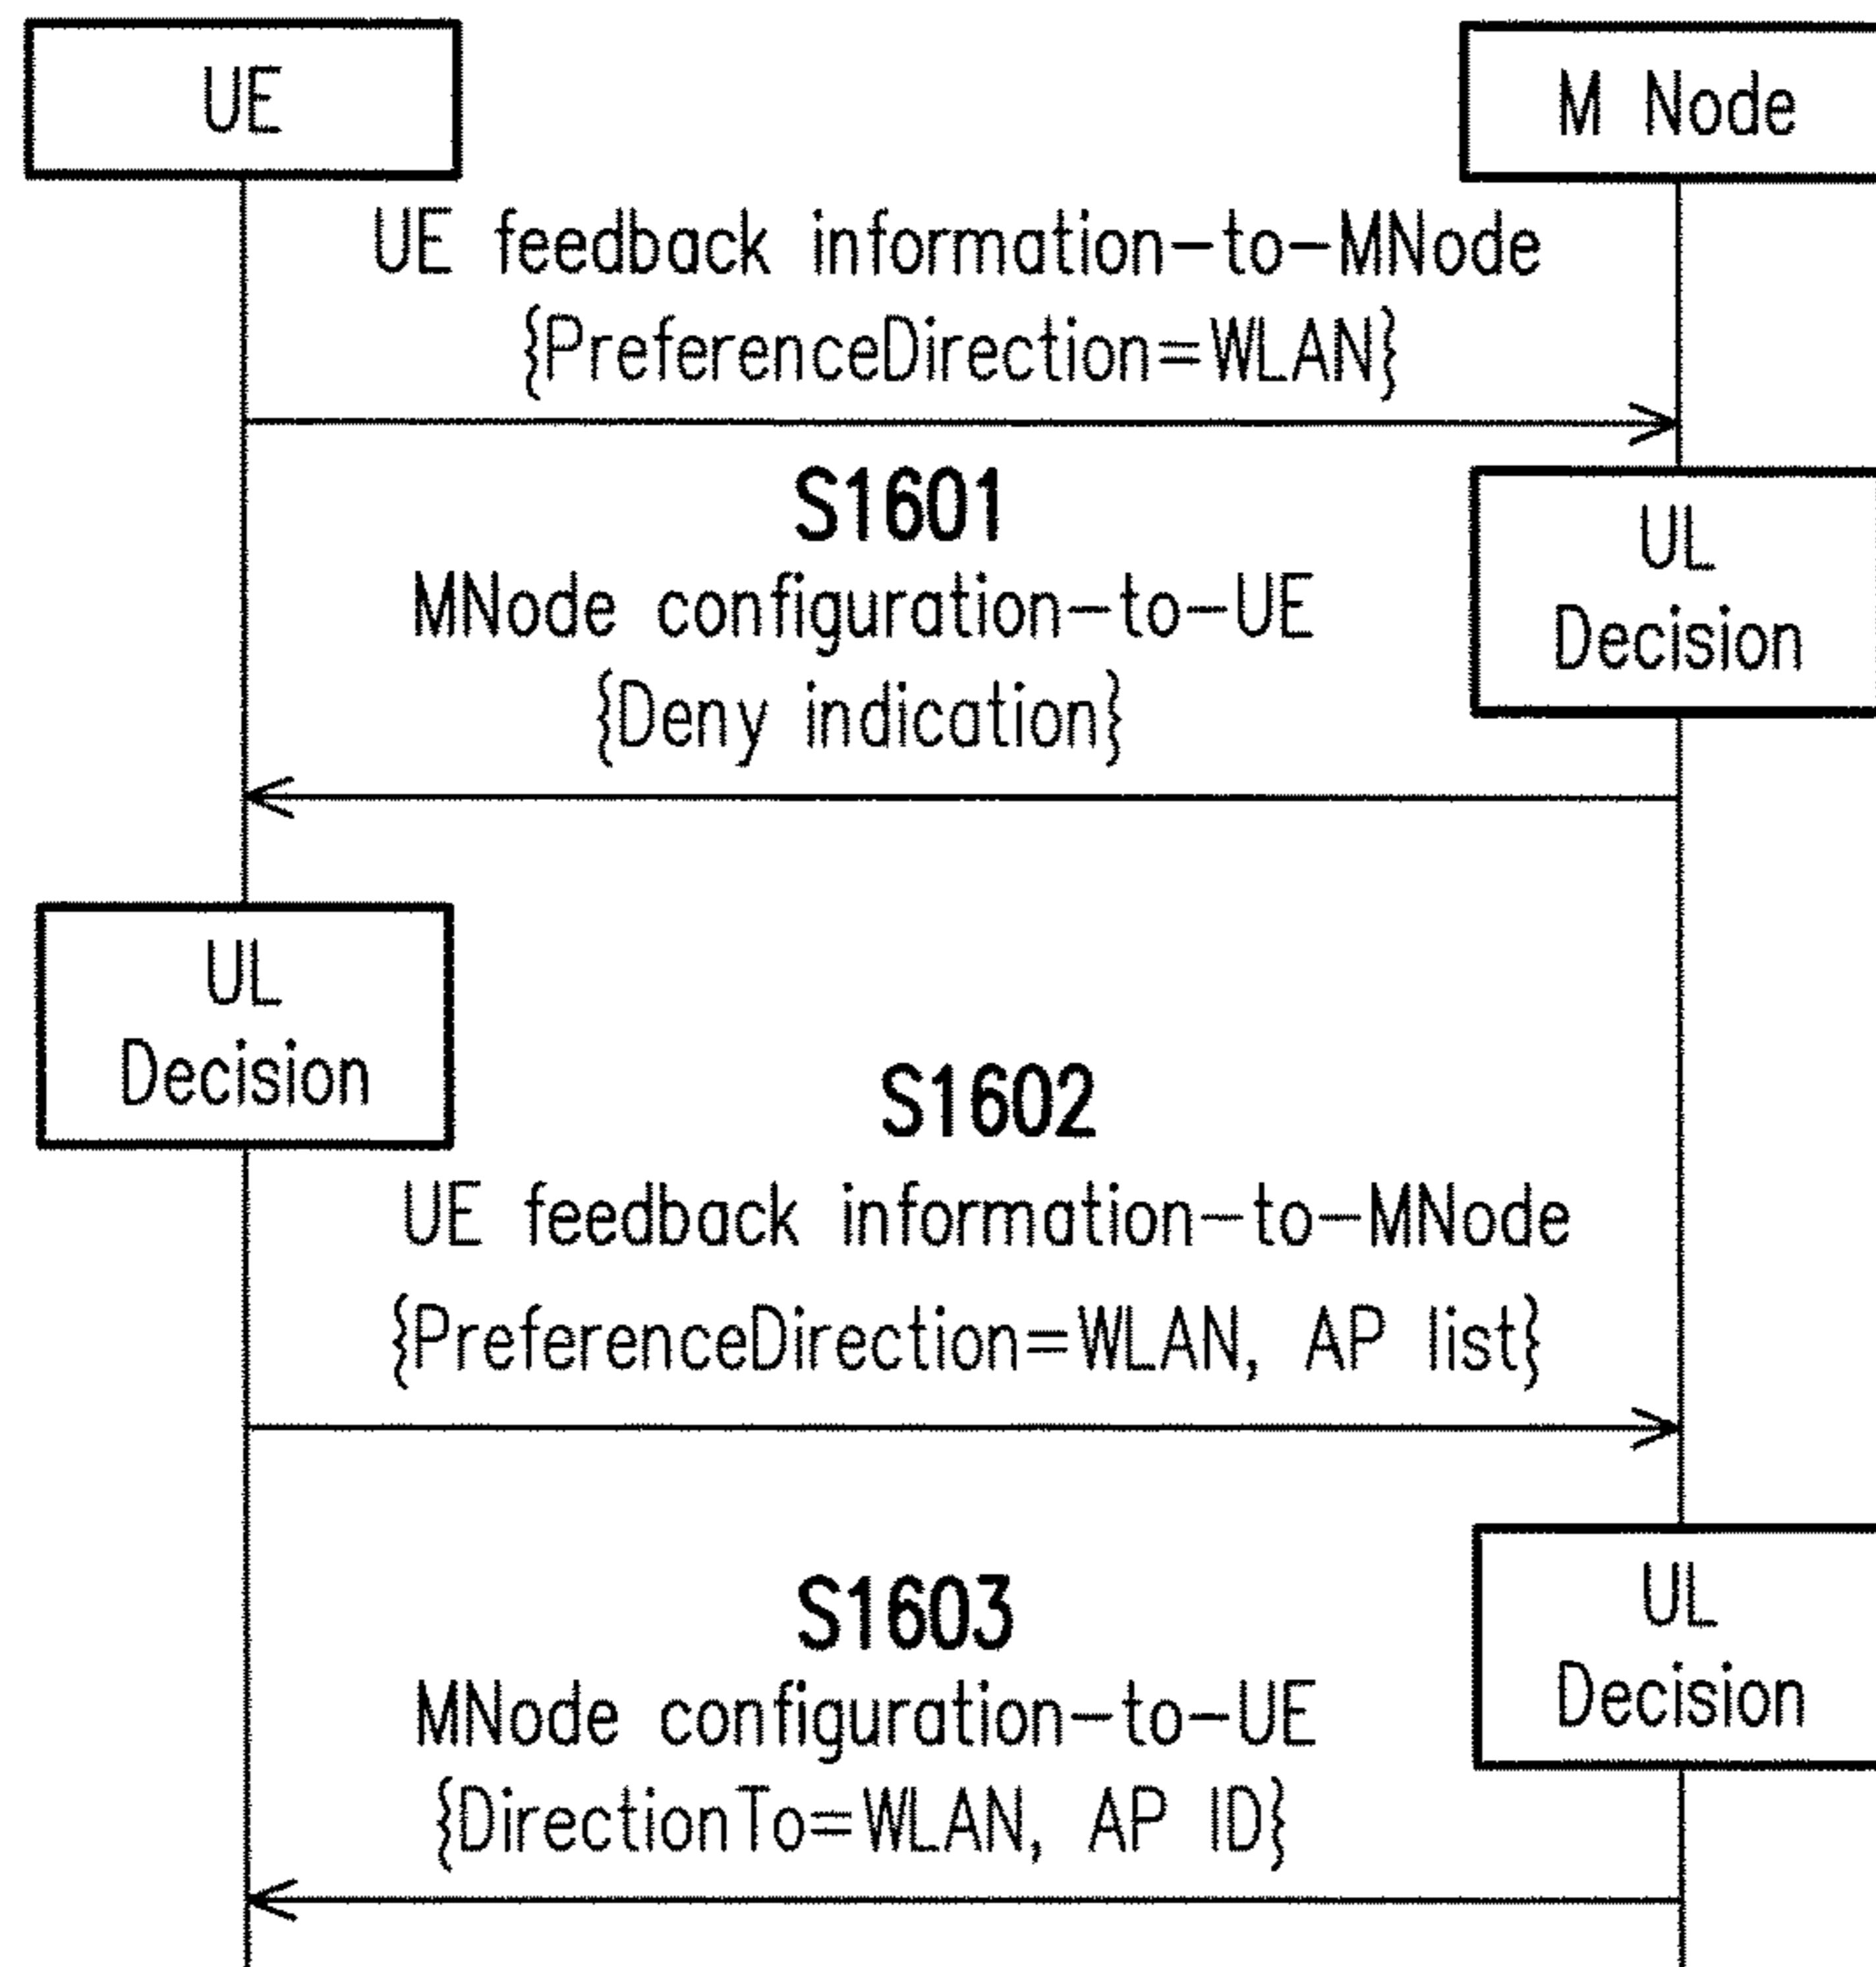 UE
M Node
UE feedback information-to-MNode
{PreferenceDirection=WLAN}
S1601
MNode configuration-to-UE
{Deny indication}
UL
Decision
UL
Decision
S1602
UE feedback information-to-MNode
{PreferenceDirection=WLAN, AP list}
S1603
MNode configuration-to-UE
{DirectionTo=WLAN, AP ID}
UL
Decision